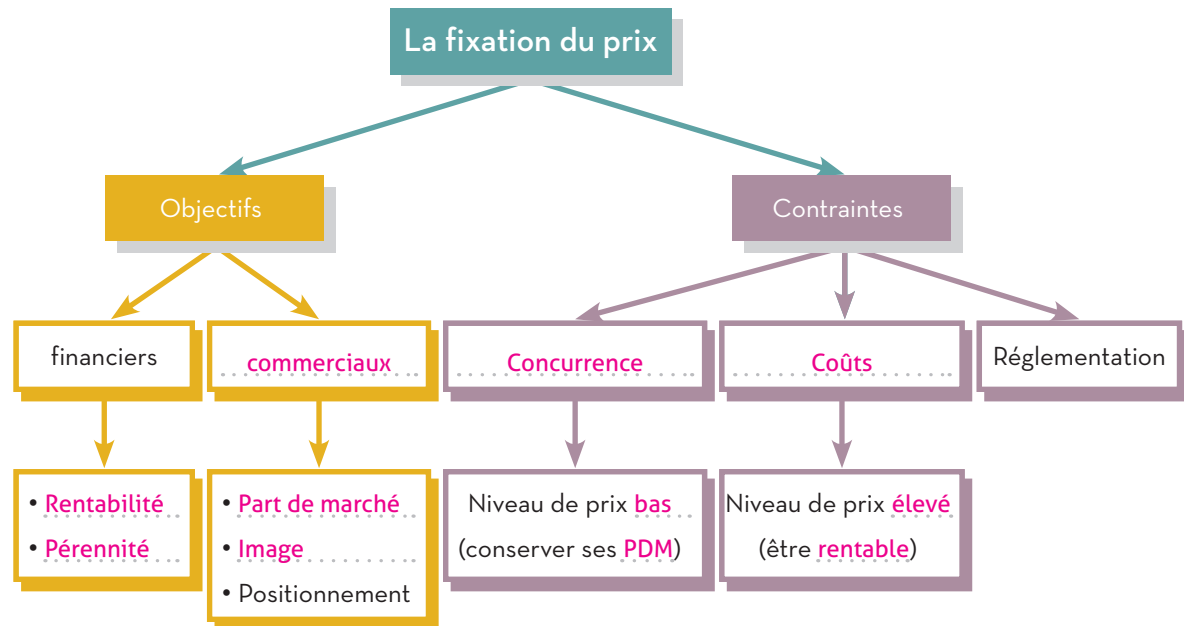 La fixation du prix
Objectifs
Contraintes
financiers
commerciaux
Concurrence
Coûts
Réglementation
• Rentabilité
• Pérennité
• Part de marché
• Image
• Positionnement
Niveau de prix bas
(conserver ses PDM)
Niveau de prix élevé
(être rentable)